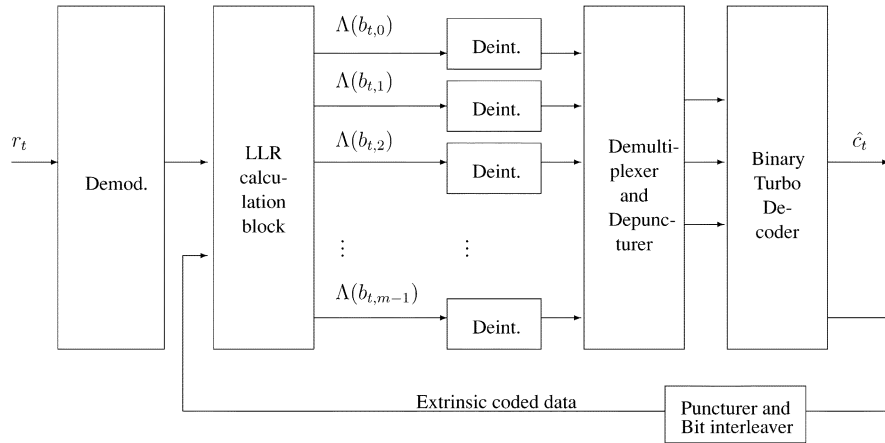 Λ(b_{t,0})
Deint.
Λ(b_{t,1})
Deint.
r_t
Demod.
LLR
calcu-
lation
block
Λ(b_{t,2})
Deint.
Demulti-
plexer
and
Depunc-
turer
Binary
Turbo
De-
coder
ĉ_t
⋮
⋮
Λ(b_{t,m−1})
Deint.
Extrinsic coded data
Puncturer and
Bit interleaver